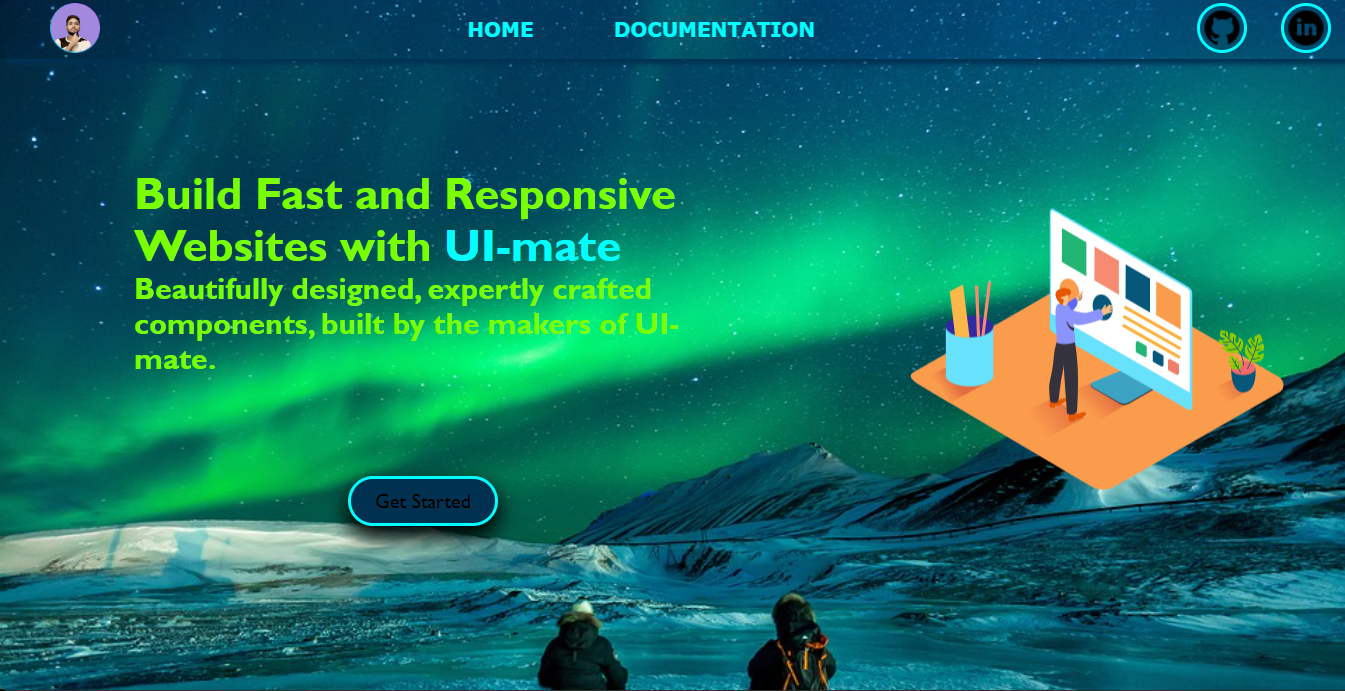 HOME
DOCUMENTATION
in
Build Fast and Responsive
Websites with UI-mate
Beautifully designed, expertly crafted
components, built by the makers of UI-
mate.
Get Started